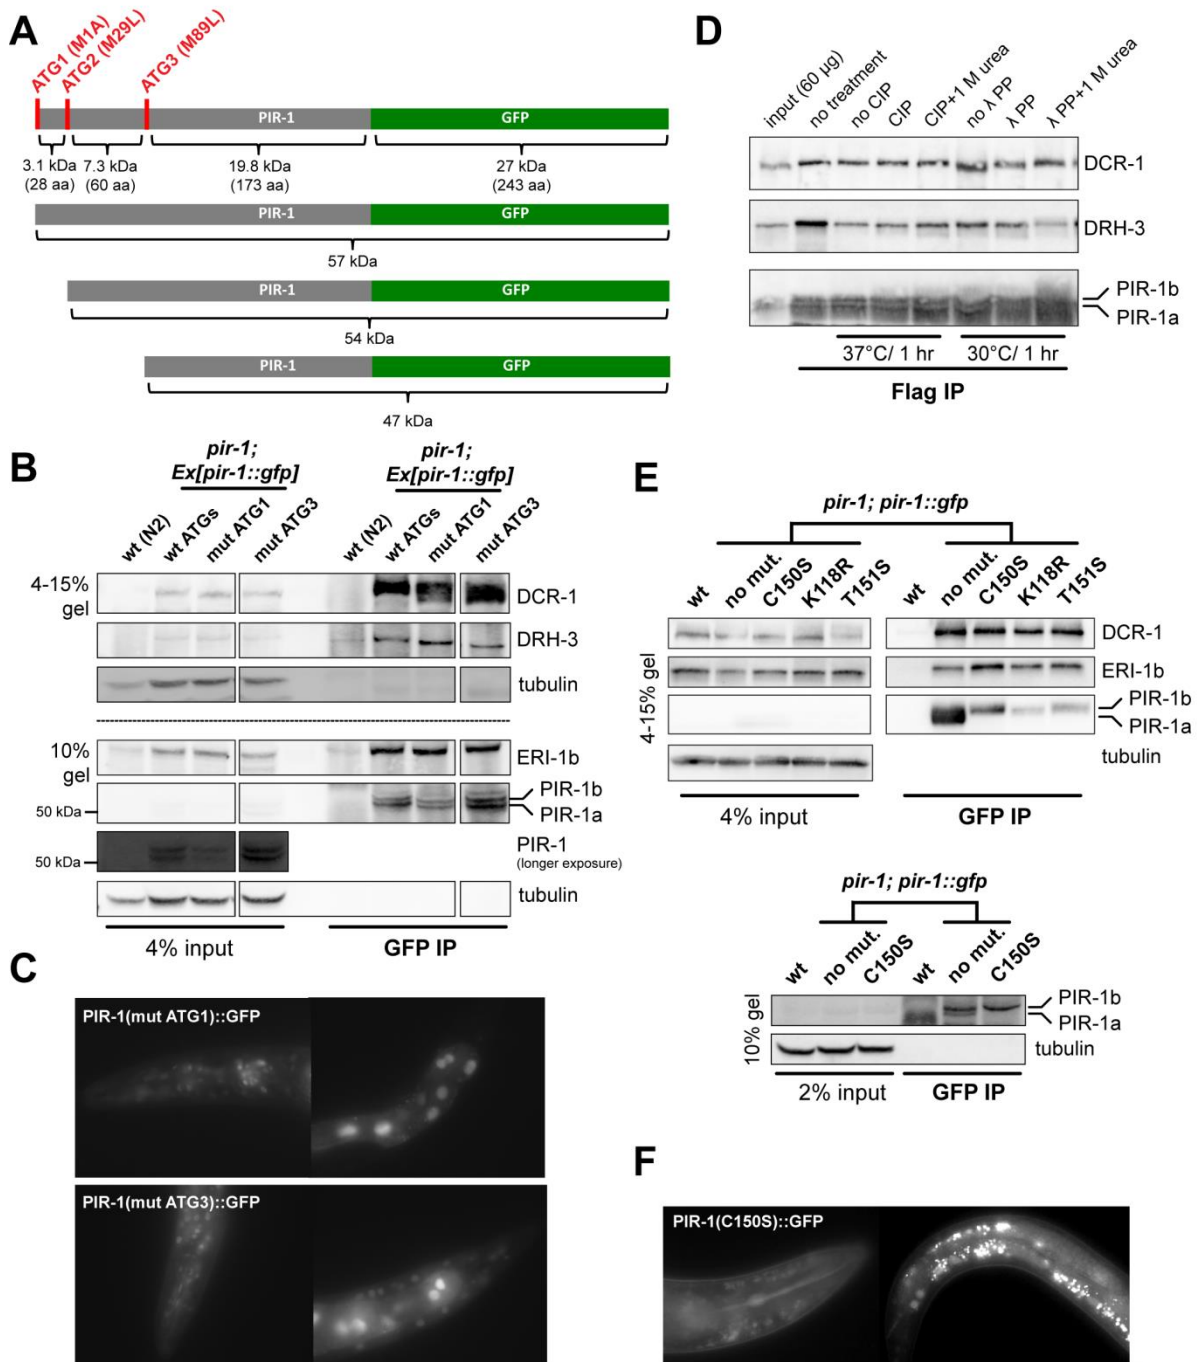 A
ATG1 (M1A)
ATG2 (M29L)
ATG3 (M89L)
PIR-1
GFP
3.1 kDa
(28 aa)
7.3 kDa
(60 aa)
19.8 kDa
(173 aa)
27 kDa
(243 aa)
PIR-1
GFP
57 kDa
PIR-1
GFP
54 kDa
PIR-1
GFP
47 kDa
B
pir-1;
Ex[pir-1::gfp]
pir-1;
Ex[pir-1::gfp]
wt (N2)
wt ATGs
mut ATG1
mut ATG3
wt (N2)
wt ATGs
mut ATG1
mut ATG3
4-15%
gel
DCR-1
DRH-3
tubulin
10%
gel
ERI-1b
PIR-1b
PIR-1a
50 kDa
PIR-1
(longer exposure)
50 kDa
tubulin
4% input
GFP IP
C
PIR-1(mut ATG1)::GFP
PIR-1(mut ATG3)::GFP
D
input (60 µg)
no treatment
no CIP
CIP
CIP+1 M urea
no λ PP
λ PP
λ PP+1 M urea
DCR-1
DRH-3
PIR-1b
PIR-1a
37°C/ 1 hr
30°C/ 1 hr
Flag IP
E
pir-1; pir-1::gfp
wt
no mut.
C150S
K118R
T151S
wt
no mut.
C150S
K118R
T151S
4-15% gel
DCR-1
ERI-1b
PIR-1b
PIR-1a
tubulin
4% input
GFP IP
pir-1; pir-1::gfp
wt
no mut.
C150S
wt
no mut.
C150S
10% gel
PIR-1b
PIR-1a
tubulin
2% input
GFP IP
F
PIR-1(C150S)::GFP